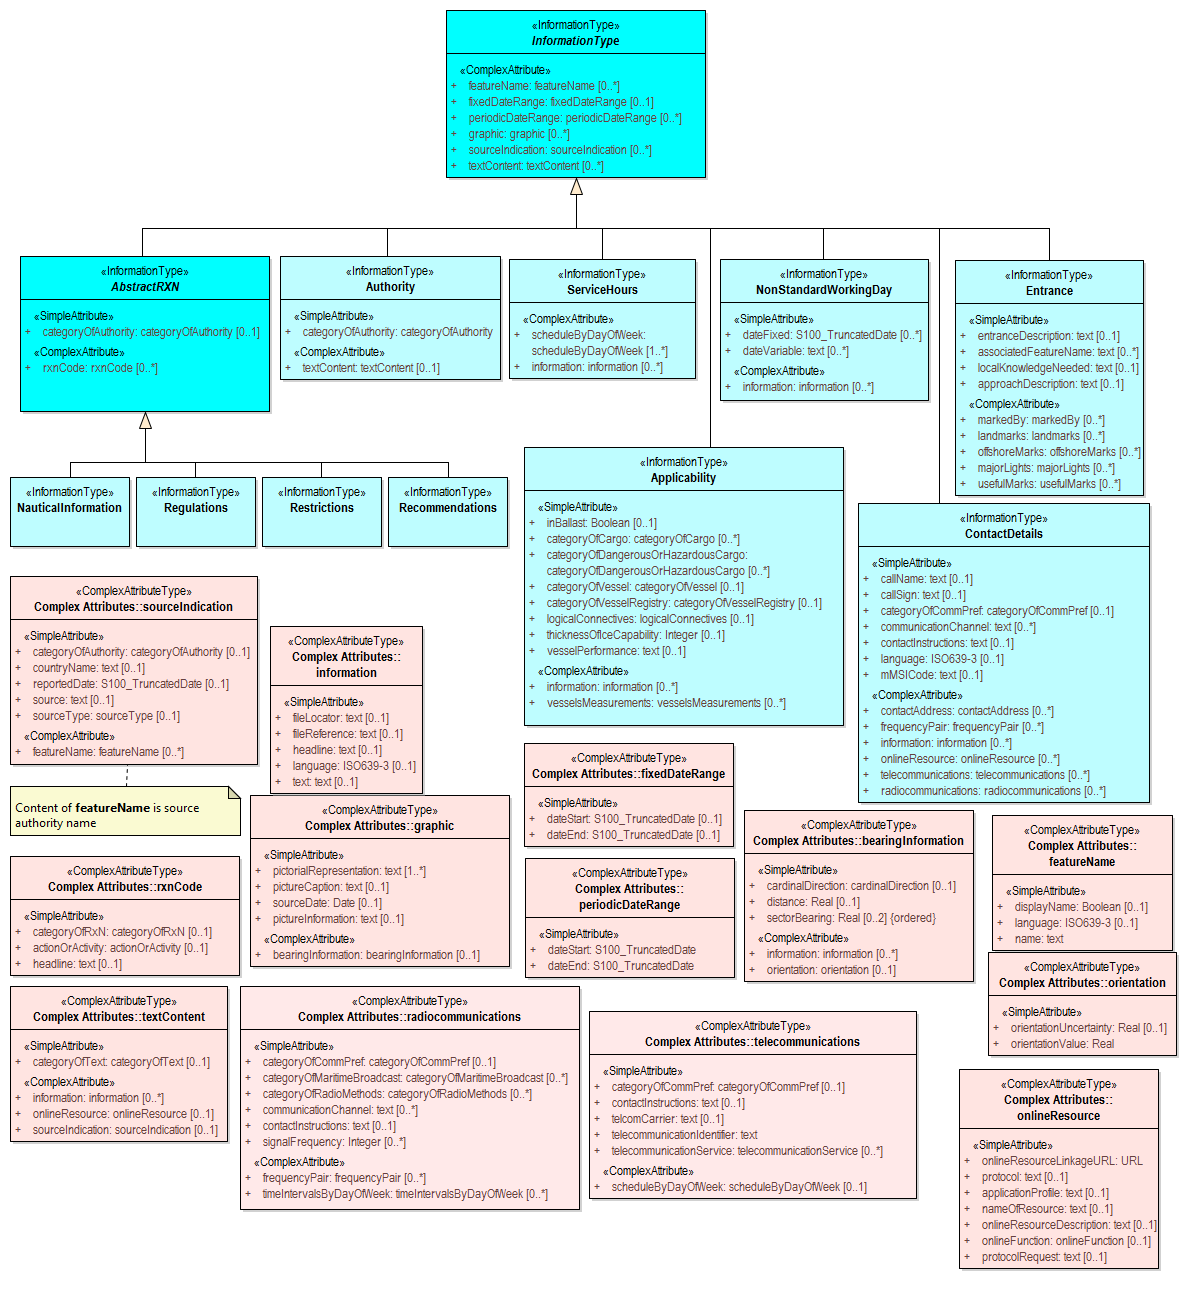 «InformationType»
InformationType
«ComplexAttribute»
+ featureName: featureName [0..*]
+ fixedDateRange: fixedDateRange [0..1]
+ periodicDateRange: periodicDateRange [0..*]
+ graphic: graphic [0..*]
+ sourceIndication: sourceIndication [0..*]
+ textContent: textContent [0..*]
«InformationType»
AbstractRXN
«SimpleAttribute»
+ categoryOfAuthority: categoryOfAuthority [0..1]
«ComplexAttribute»
+ rxnCode: rxnCode [0..*]
«InformationType»
Authority
«SimpleAttribute»
+ categoryOfAuthority: categoryOfAuthority
«ComplexAttribute»
+ textContent: textContent [0..1]
«InformationType»
ServiceHours
«ComplexAttribute»
+ scheduleByDayOfWeek:
scheduleByDayOfWeek [1..*]
+ information: information [0..*]
«InformationType»
NonStandardWorkingDay
«SimpleAttribute»
+ dateFixed: S100_TruncatedDate [0..*]
+ dateVariable: text [0..*]
«ComplexAttribute»
+ information: information [0..*]
«InformationType»
Entrance
«SimpleAttribute»
+ entranceDescription: text [0..1]
+ associatedFeatureName: text [0..*]
+ localKnowledgeNeeded: text [0..1]
+ approachDescription: text [0..1]
«ComplexAttribute»
+ markedBy: markedBy [0..*]
+ landmarks: landmarks [0..*]
+ offshoreMarks: offshoreMarks [0..*]
+ majorLights: majorLights [0..*]
+ usefulMarks: usefulMarks [0..*]
«InformationType»
NauticalInformation
«InformationType»
Regulations
«InformationType»
Restrictions
«InformationType»
Recommendations
«InformationType»
Applicability
«SimpleAttribute»
+ inBallast: Boolean [0..1]
+ categoryOfCargo: categoryOfCargo [0..*]
+ categoryOfDangerousOrHazardousCargo:
categoryOfDangerousOrHazardousCargo [0..*]
+ categoryOfVessel: categoryOfVessel [0..1]
+ categoryOfVesselRegistry: categoryOfVesselRegistry [0..1]
+ logicalConnectives: logicalConnectives [0..1]
+ thicknessOfIceCapability: Integer [0..1]
+ vesselPerformance: text [0..1]
«ComplexAttribute»
+ information: information [0..*]
+ vesselsMeasurements: vesselsMeasurements [0..*]
«InformationType»
ContactDetails
«SimpleAttribute»
+ callName: text [0..1]
+ callSign: text [0..1]
+ categoryOfCommPref: categoryOfCommPref [0..1]
+ communicationChannel: text [0..*]
+ contactInstructions: text [0..1]
+ language: ISO639-3 [0..1]
+ mMSICode: text [0..1]
«ComplexAttribute»
+ contactAddress: contactAddress [0..*]
+ frequencyPair: frequencyPair [0..*]
+ information: information [0..*]
+ onlineResource: onlineResource [0..*]
+ telecommunications: telecommunications [0..*]
+ radiocommunications: radiocommunications [0..*]
«ComplexAttributeType»
Complex Attributes::sourceIndication
«SimpleAttribute»
+ categoryOfAuthority: categoryOfAuthority [0..1]
+ countryName: text [0..1]
+ reportedDate: S100_TruncatedDate [0..1]
+ source: text [0..1]
+ sourceType: sourceType [0..1]
«ComplexAttribute»
+ featureName: featureName [0..*]
Content of featureName is source
authority name
«ComplexAttributeType»
Complex Attributes::
information
«SimpleAttribute»
+ fileLocator: text [0..1]
+ fileReference: text [0..1]
+ headline: text [0..1]
+ language: ISO639-3 [0..1]
+ text: text [0..1]
«ComplexAttributeType»
Complex Attributes::graphic
«SimpleAttribute»
+ pictorialRepresentation: text [1..*]
+ pictureCaption: text [0..1]
+ sourceDate: Date [0..1]
+ pictureInformation: text [0..1]
«ComplexAttribute»
+ bearingInformation: bearingInformation [0..1]
«ComplexAttributeType»
Complex Attributes::fixedDateRange
«SimpleAttribute»
+ dateStart: S100_TruncatedDate [0..1]
+ dateEnd: S100_TruncatedDate [0..1]
«ComplexAttributeType»
Complex Attributes::
periodicDateRange
«SimpleAttribute»
+ dateStart: S100_TruncatedDate
+ dateEnd: S100_TruncatedDate
«ComplexAttributeType»
Complex Attributes::bearingInformation
«SimpleAttribute»
+ cardinalDirection: cardinalDirection [0..1]
+ distance: Real [0..1]
+ sectorBearing: Real [0..2] {ordered}
«ComplexAttribute»
+ information: information [0..*]
+ orientation: orientation [0..1]
«ComplexAttributeType»
Complex Attributes::
featureName
«SimpleAttribute»
+ displayName: Boolean [0..1]
+ language: ISO639-3 [0..1]
+ name: text
«ComplexAttributeType»
Complex Attributes::rxnCode
«SimpleAttribute»
+ categoryOfRxN: categoryOfRxN [0..1]
+ actionOrActivity: actionOrActivity [0..1]
+ headline: text [0..1]
«ComplexAttributeType»
Complex Attributes::orientation
«SimpleAttribute»
+ orientationUncertainty: Real [0..1]
+ orientationValue: Real
«ComplexAttributeType»
Complex Attributes::textContent
«SimpleAttribute»
+ categoryOfText: categoryOfText [0..1]
«ComplexAttribute»
+ information: information [0..*]
+ onlineResource: onlineResource [0..1]
+ sourceIndication: sourceIndication [0..1]
«ComplexAttributeType»
Complex Attributes::radiocommunications
«SimpleAttribute»
+ categoryOfCommPref: categoryOfCommPref [0..1]
+ categoryOfMaritimeBroadcast: categoryOfMaritimeBroadcast [0..*]
+ categoryOfRadioMethods: categoryOfRadioMethods [0..*]
+ communicationChannel: text [0..*]
+ contactInstructions: text [0..1]
+ signalFrequency: Integer [0..*]
«ComplexAttribute»
+ frequencyPair: frequencyPair [0..*]
+ timeIntervalsByDayOfWeek: timeIntervalsByDayOfWeek [0..*]
«ComplexAttributeType»
Complex Attributes::telecommunications
«SimpleAttribute»
+ categoryOfCommPref: categoryOfCommPref [0..1]
+ contactInstructions: text [0..1]
+ telcomCarrier: text [0..1]
+ telecommunicationIdentifier: text
+ telecommunicationService: telecommunicationService [0..*]
«ComplexAttribute»
+ scheduleByDayOfWeek: scheduleByDayOfWeek [0..1]
«ComplexAttributeType»
Complex Attributes::
onlineResource
«SimpleAttribute»
+ onlineResourceLinkageURL: URL
+ protocol: text [0..1]
+ applicationProfile: text [0..1]
+ nameOfResource: text [0..1]
+ onlineResourceDescription: text [0..1]
+ onlineFunction: onlineFunction [0..1]
+ protocolRequest: text [0..1]